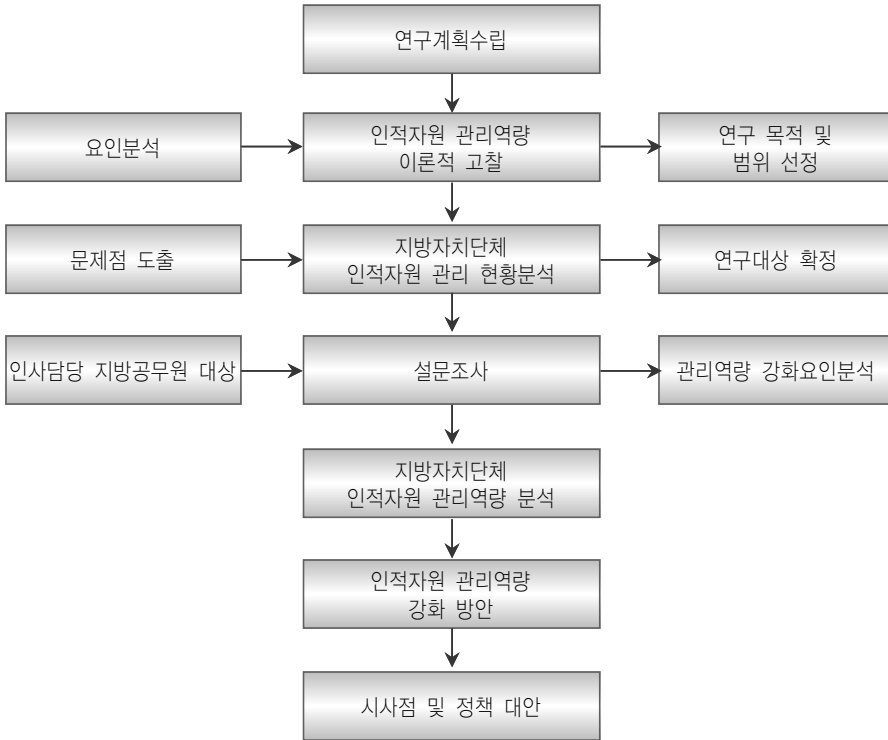 연구계획수립
요인분석
인적자원 관리역량
이론적 고찰
연구 목적 및
범위 선정
문제점 도출
지방자치단체
인적자원 관리 현황분석
연구대상 확정
인사담당 지방공무원 대상
설문조사
관리역량 강화요인분석
지방자치단체
인적자원 관리역량 분석
인적자원 관리역량
강화 방안
시사점 및 정책 대안